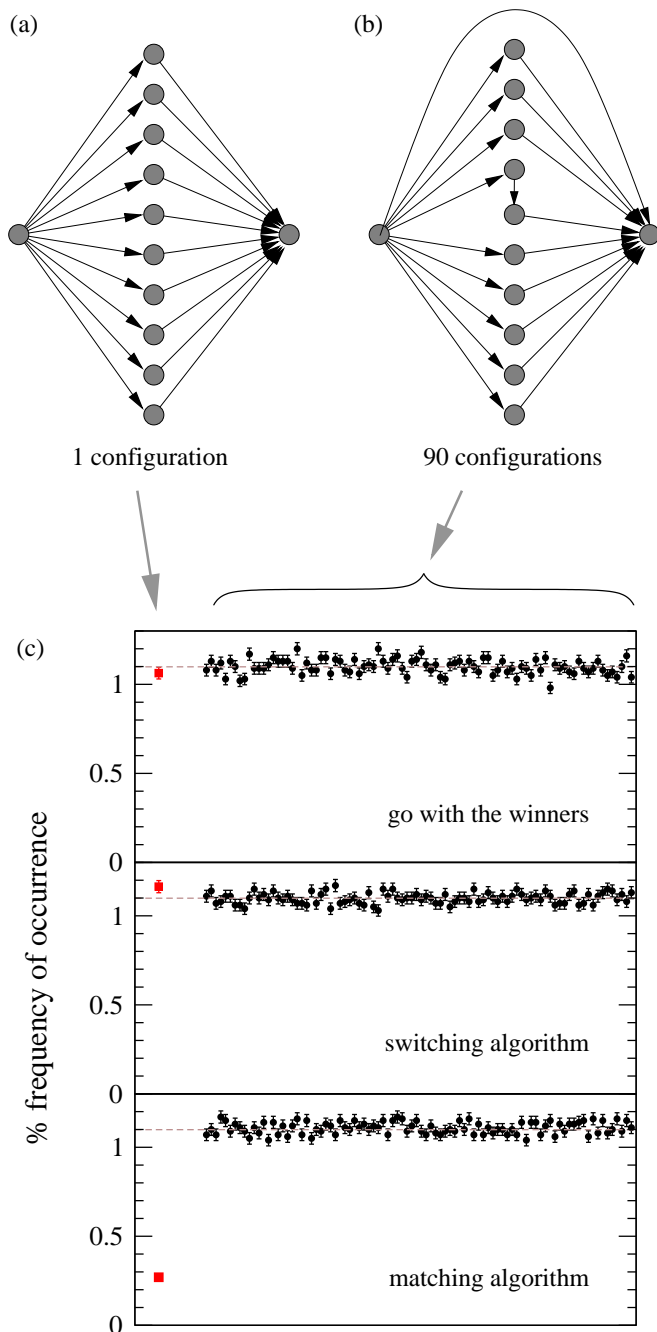 (a)
(b)
1 configuration
90 configurations
(c)
% frequency of occurrence
1
0.5
0
go with the winners
1
0.5
0
switching algorithm
1
0.5
0
matching algorithm